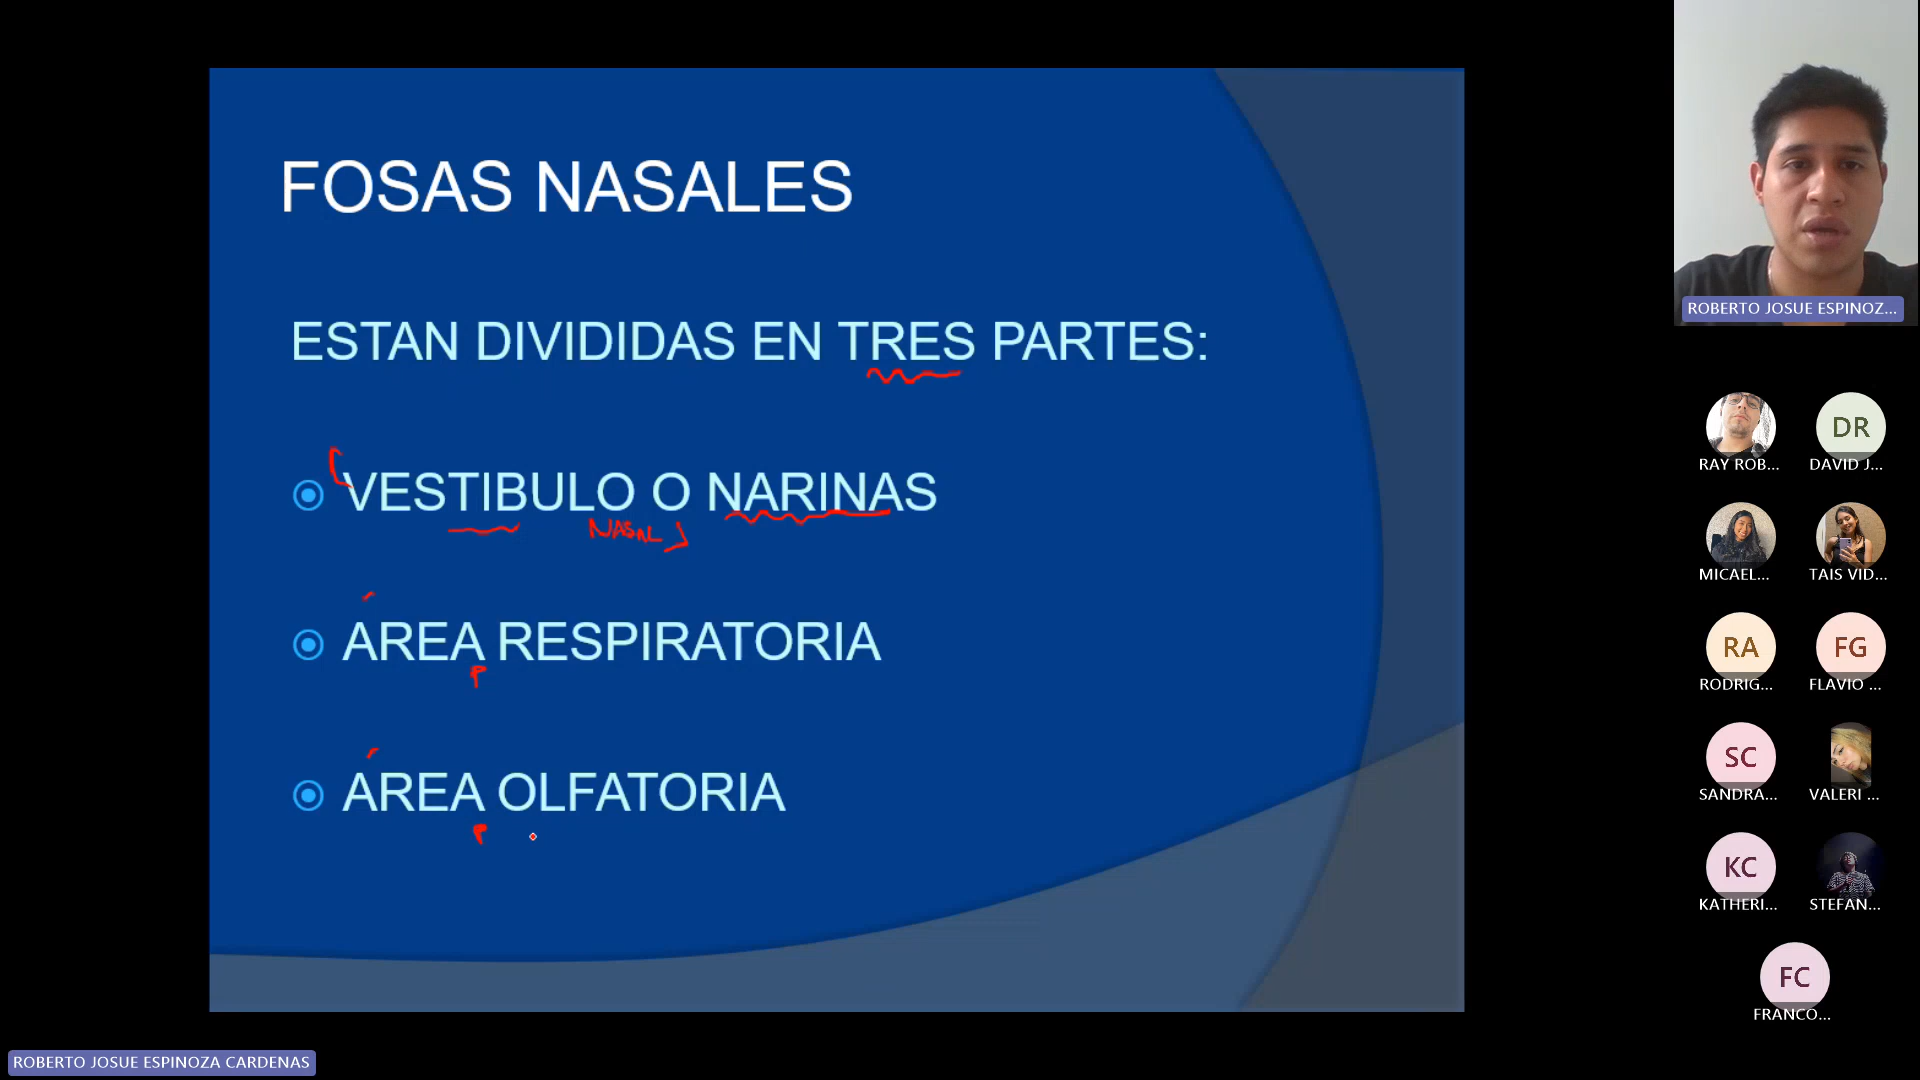 FOSAS NASALES
ESTAN DIVIDIDAS EN TRES PARTES:
VESTIBULO O NARINAS
NASAL
AREA RESPIRATORIA
AREA OLFATORIA
ROBERTO JOSUE ESPINOZ...
DR
RAY ROB...
DAVID J...
MICAEL...
TAIS VID...
RA
FG
RODRIG...
FLAVIO ...
SC
SANDRA...
VALERI ...
KC
KATHERI...
STEFAN...
FC
FRANCO...
ROBERTO JOSUE ESPINOZA CARDENAS